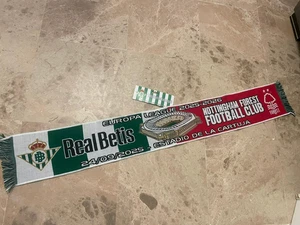 EUROPA LEAGUE 2025-2026
Real Betis
NOTTINGHAM FOREST
FOOTBALL CLUB
24/09/2025 , ESTADIO DE LA CARTUJA